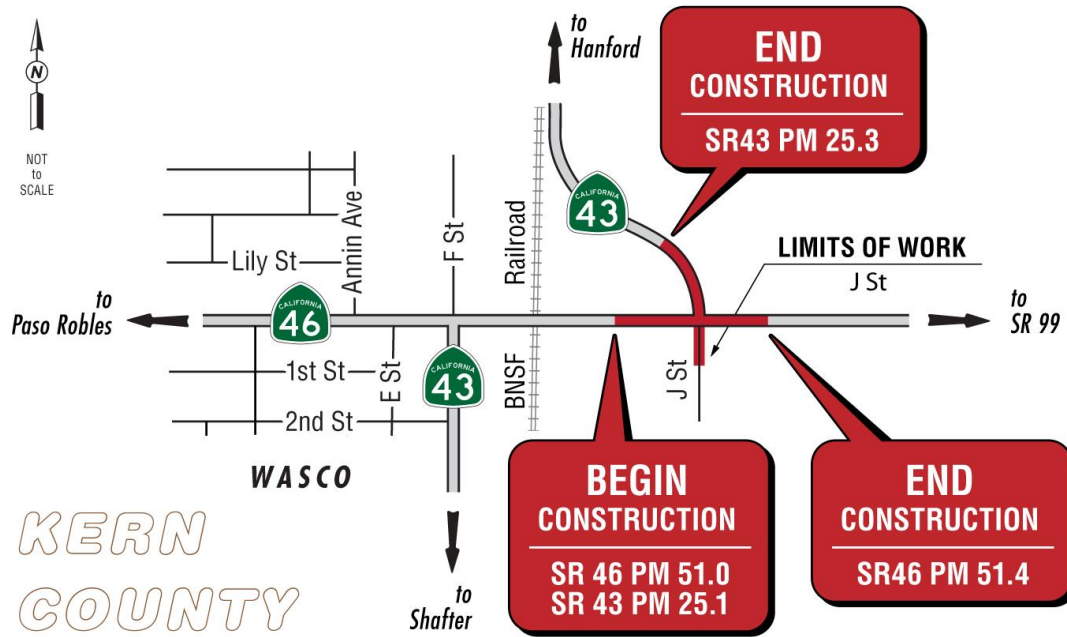 N
NOT
to
SCALE
to
Hanford
END
CONSTRUCTION
SR43 PM 25.3
CALIFORNIA
43
Railroad
Annin Ave
F St
Lily St
LIMITS OF WORK
J St
to
Paso Robles
CALIFORNIA
46
to
SR 99
1st St
E St
CALIFORNIA
43
BNSF
J St
2nd St
WASCO
BEGIN
CONSTRUCTION
SR 46 PM 51.0
SR 43 PM 25.1
END
CONSTRUCTION
SR46 PM 51.4
KERN
COUNTY
to
Shafter